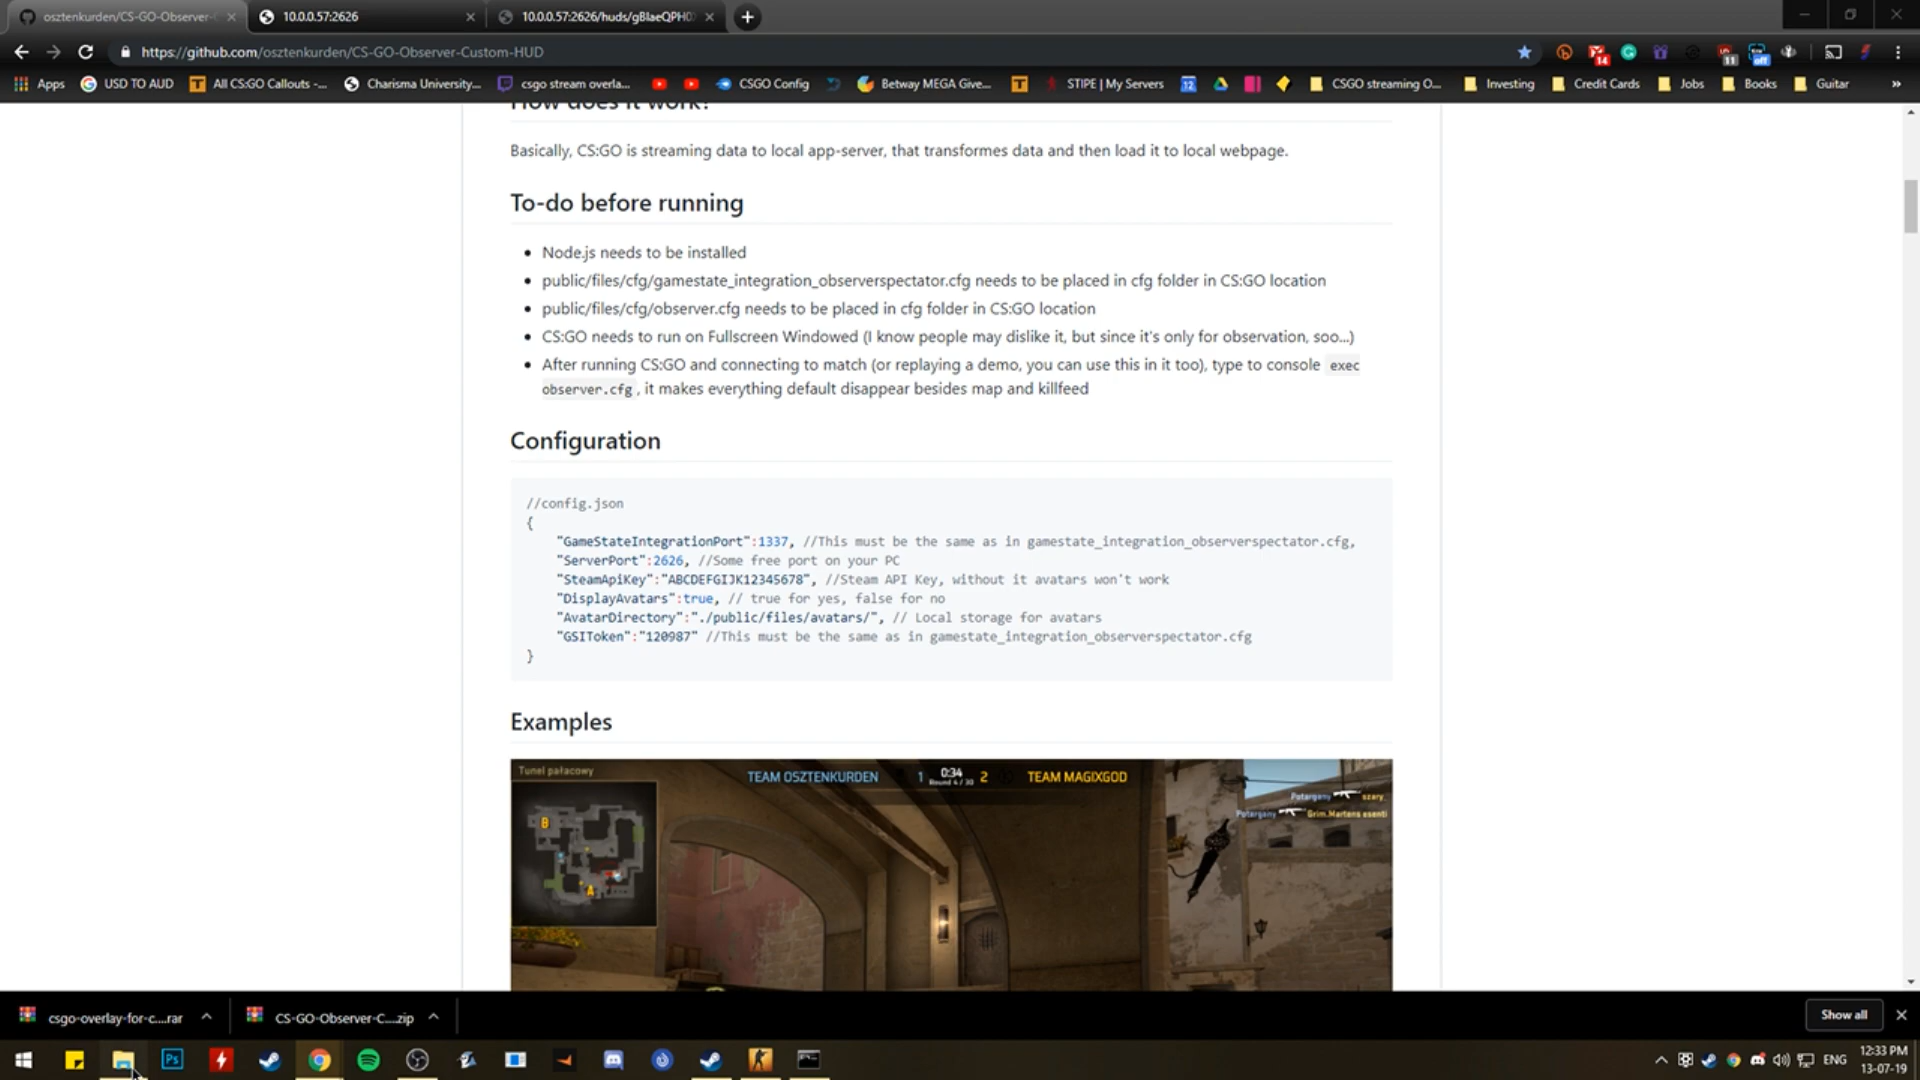 osztenkurden/CS-GO-Observer-
10.0.0.57:2626
10.0.0.57:2626/huds/gBlaeQPH0
https://github.com/osztenkurden/CS-GO-Observer-Custom-HUD
14
11
off
Apps
USD TO AUD
All CS:GO Callouts -...
Charisma University...
csgo stream overla...
CSGO Config
Betway MEGA Give...
STIPE | My Servers
12
CSGO streaming O...
Investing
Credit Cards
Jobs
Books
Guitar
»
How does it work?
Basically, CS:GO is streaming data to local app-server, that transformes data and then load it to local webpage.
To-do before running
• Node.js needs to be installed
• public/files/cfg/gamestate_integration_observerspectator.cfg needs to be placed in cfg folder in CS:GO location
• public/files/cfg/observer.cfg needs to be placed in cfg folder in CS:GO location
• CS:GO needs to run on Fullscreen Windowed (I know people may dislike it, but since it's only for observation, soo...)
• After running CS:GO and connecting to match (or replaying a demo, you can use this in it too), type to console exec
observer.cfg , it makes everything default disappear besides map and killfeed
Configuration
//config.json
{
"GameStateIntegrationPort":1337, //This must be the same as in gamestate_integration_observerspectator.cfg,
"ServerPort":2626, //Some free port on your PC
"SteamApiKey":"ABCDEFGIJK12345678", //Steam API Key, without it avatars won't work
"DisplayAvatars":true, // true for yes, false for no
"AvatarDirectory":"./public/files/avatars/", // Local storage for avatars
"GSIToken":"120987" //This must be the same as in gamestate_integration_observerspectator.cfg
}
Examples
Tunel pałacowy
TEAM OSZTENKURDEN 1 0:34 2 TEAM MAGIXGOD
Round 4 / 30
Potargany szary.
Potargany Grim.Martens esenti
B
A
csgo-overlay-for-c....rar
CS-GO-Observer-C....zip
Show all
Ps
ENG
12:33 PM
13-07-19